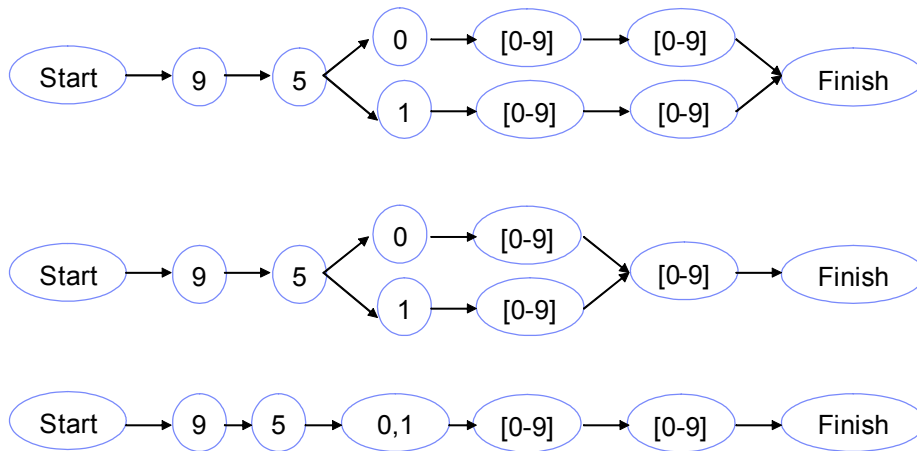 0 [0-9] [0-9]
Start 9 5 Finish
1 [0-9] [0-9]
0 [0-9]
Start 9 5 [0-9] Finish
1 [0-9]
Start 9 5 0,1 [0-9] [0-9] Finish